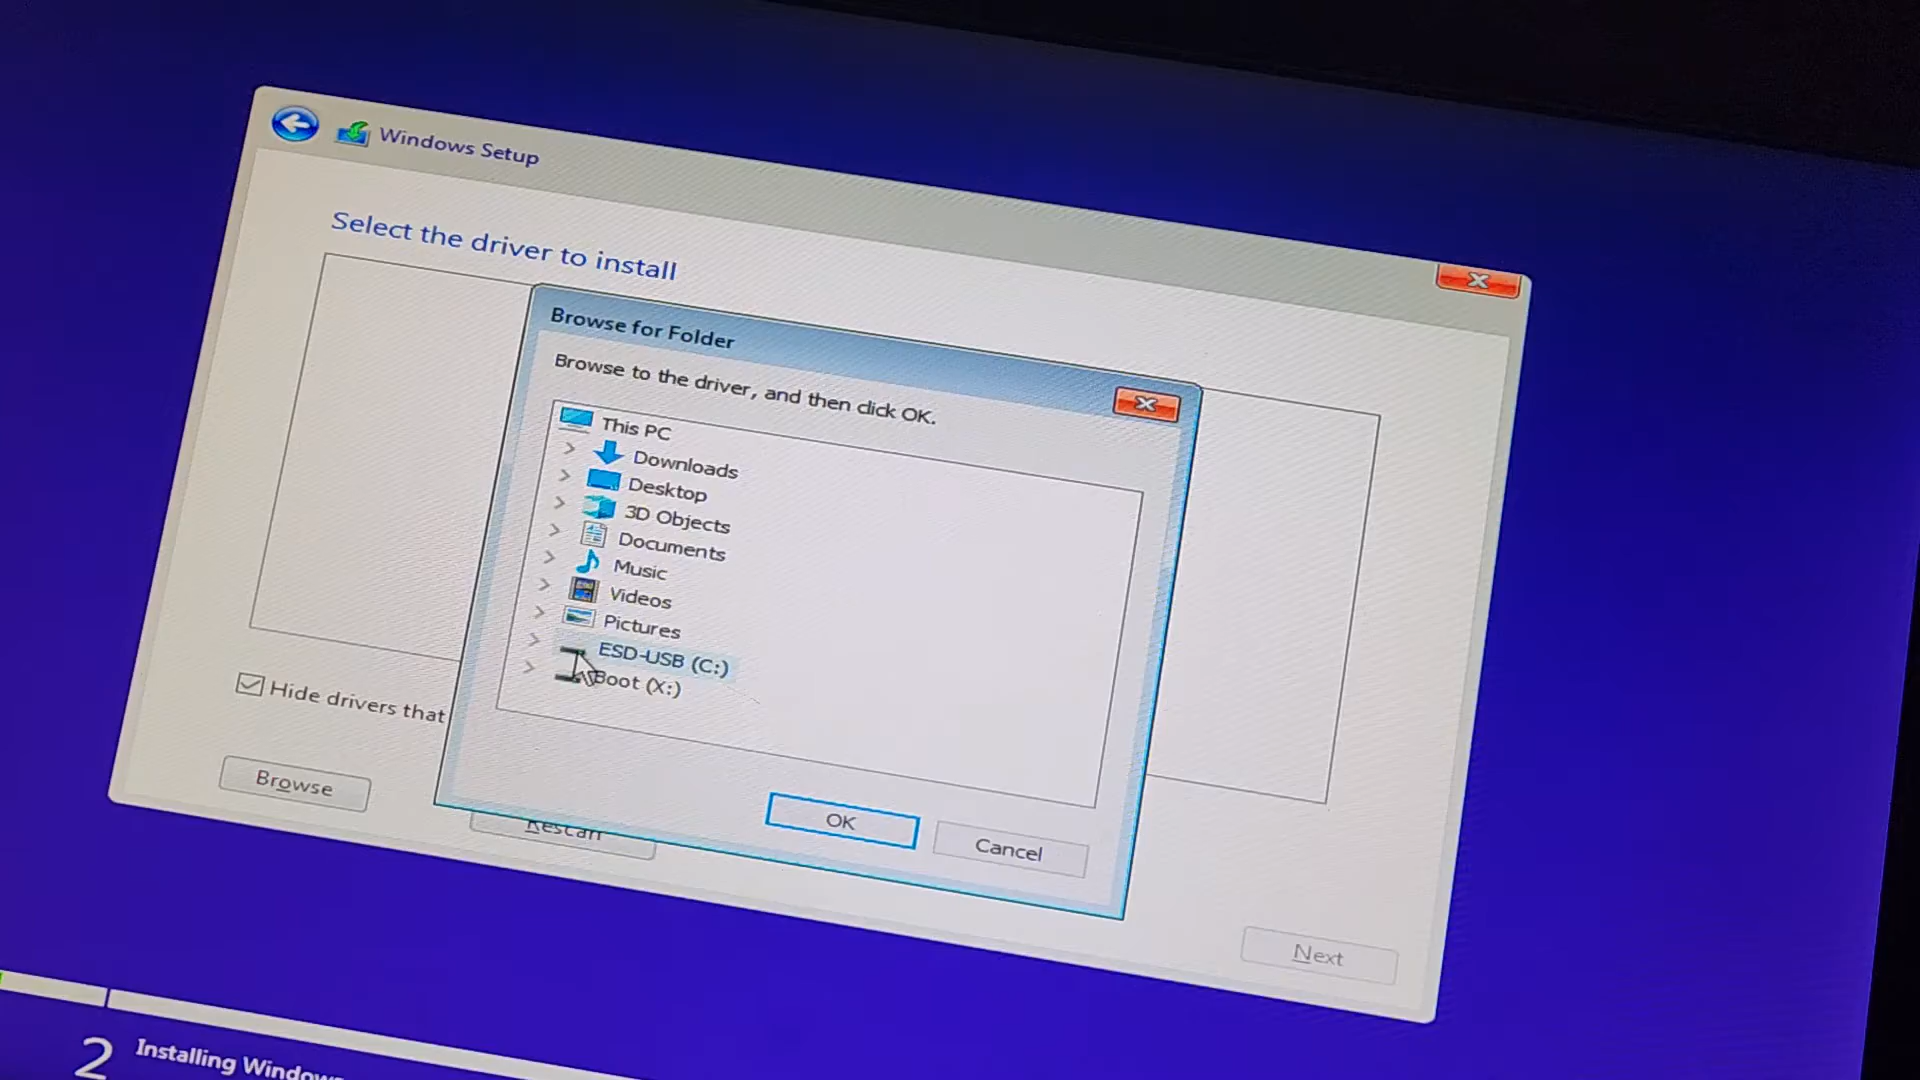 Windows Setup
Select the driver to install
Browse for Folder
Browse to the driver, and then click OK.
This PC
Downloads
Desktop
3D Objects
Documents
Music
Videos
Pictures
ESD-USB (C:)
Boot (X:)
Hide drivers that
Browse
Rescan
OK
Cancel
Next
2 Installing Window